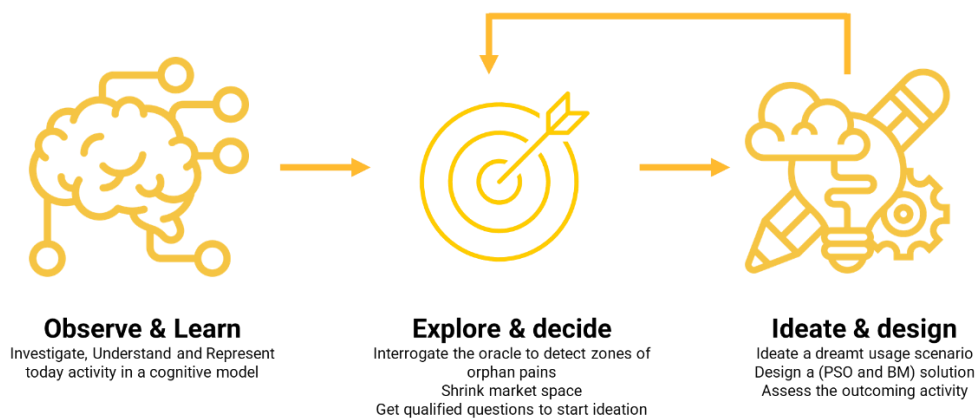 Observe & Learn
Investigate, Understand and Represent
today activity in a cognitive model
Explore & decide
Interrogate the oracle to detect zones of
orphan pains
Shrink market space
Get qualified questions to start ideation
Ideate & design
Ideate a dreamt usage scenario
Design a (PSO and BM) solution
Assess the outcoming activity